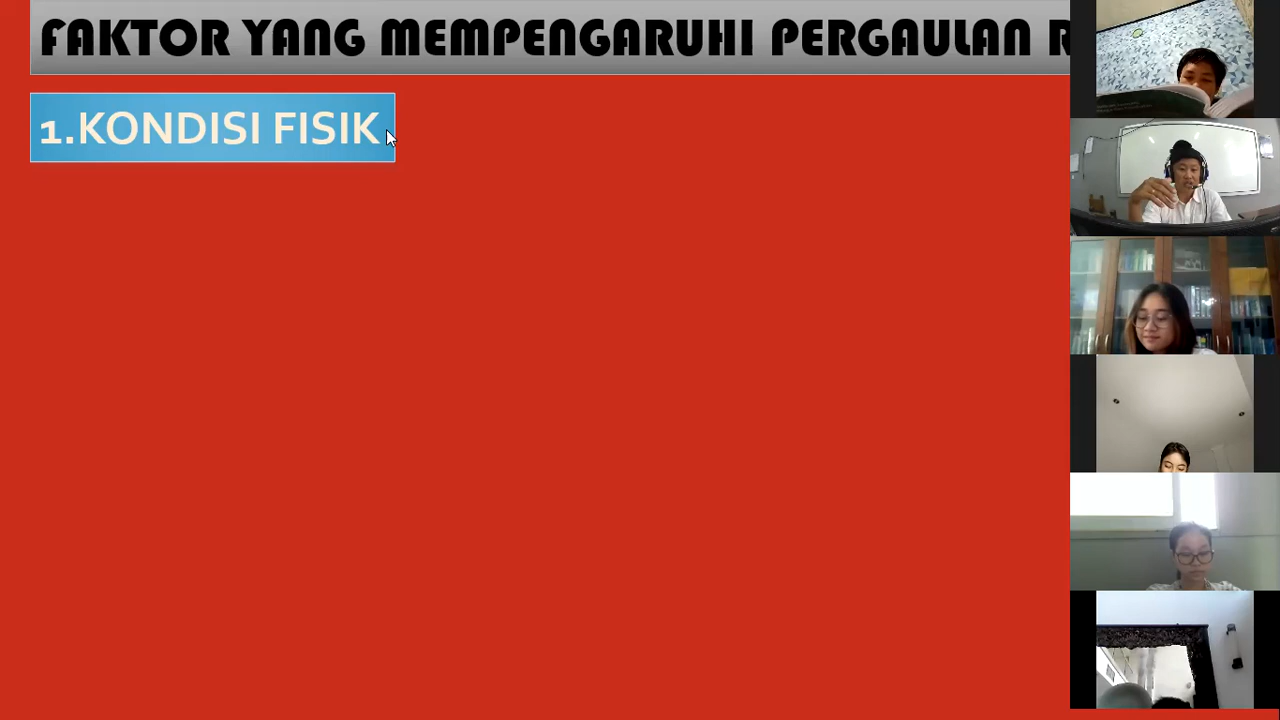 FAKTOR YANG MEMPENGARUHI PERGAULAN R
1.KONDISI FISIK